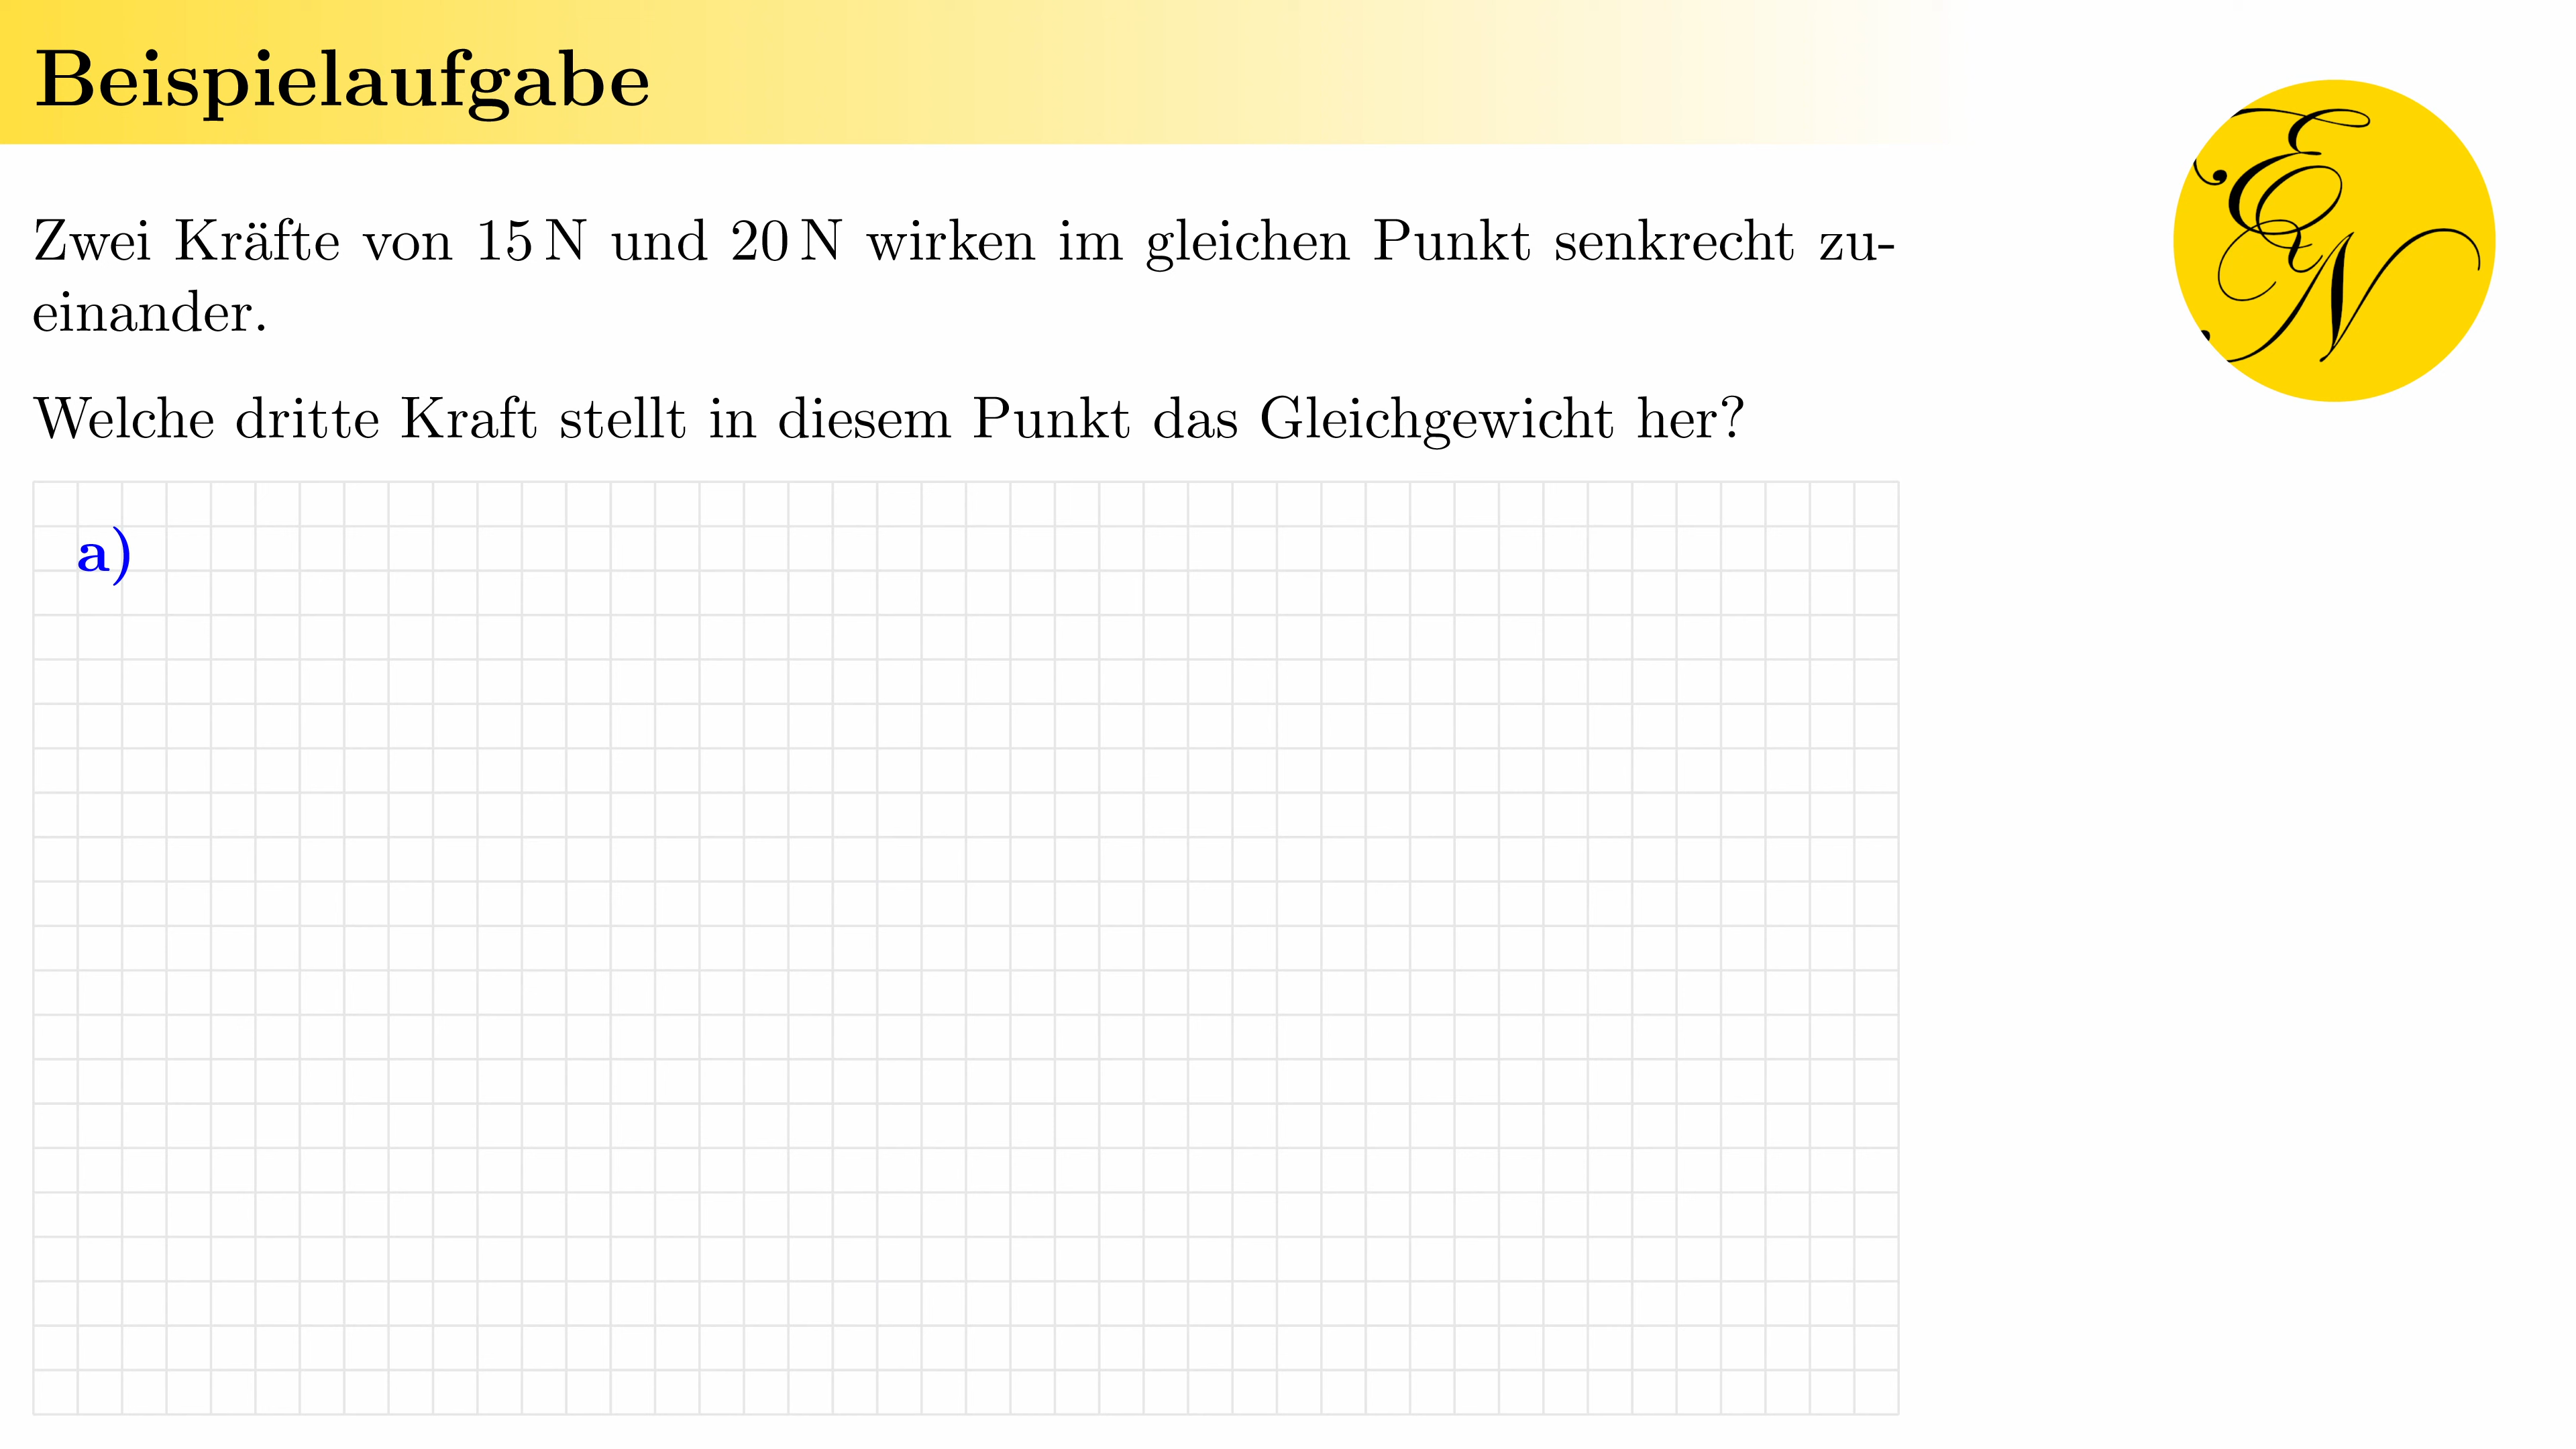 Beispielaufgabe
Zwei Kräfte von 15 N und 20 N wirken im gleichen Punkt senkrecht zu-
einander.
Welche dritte Kraft stellt in diesem Punkt das Gleichgewicht her?
a)